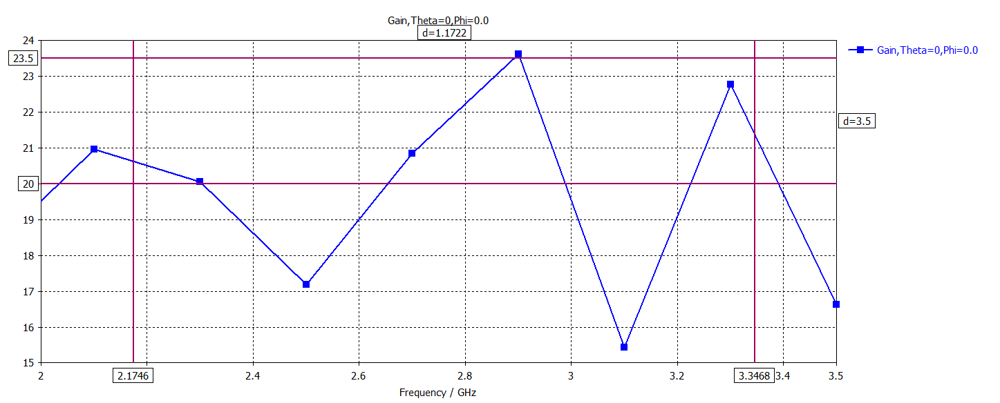 Gain,Theta=0,Phi=0.0
d=1.1722
24
23.5
23
22
21
20
19
18
17
16
15
Gain,Theta=0,Phi=0.0
d=3.5
2 2.1746 2.4 2.6 2.8 3 3.2 3.3468 3.4 3.5
Frequency / GHz